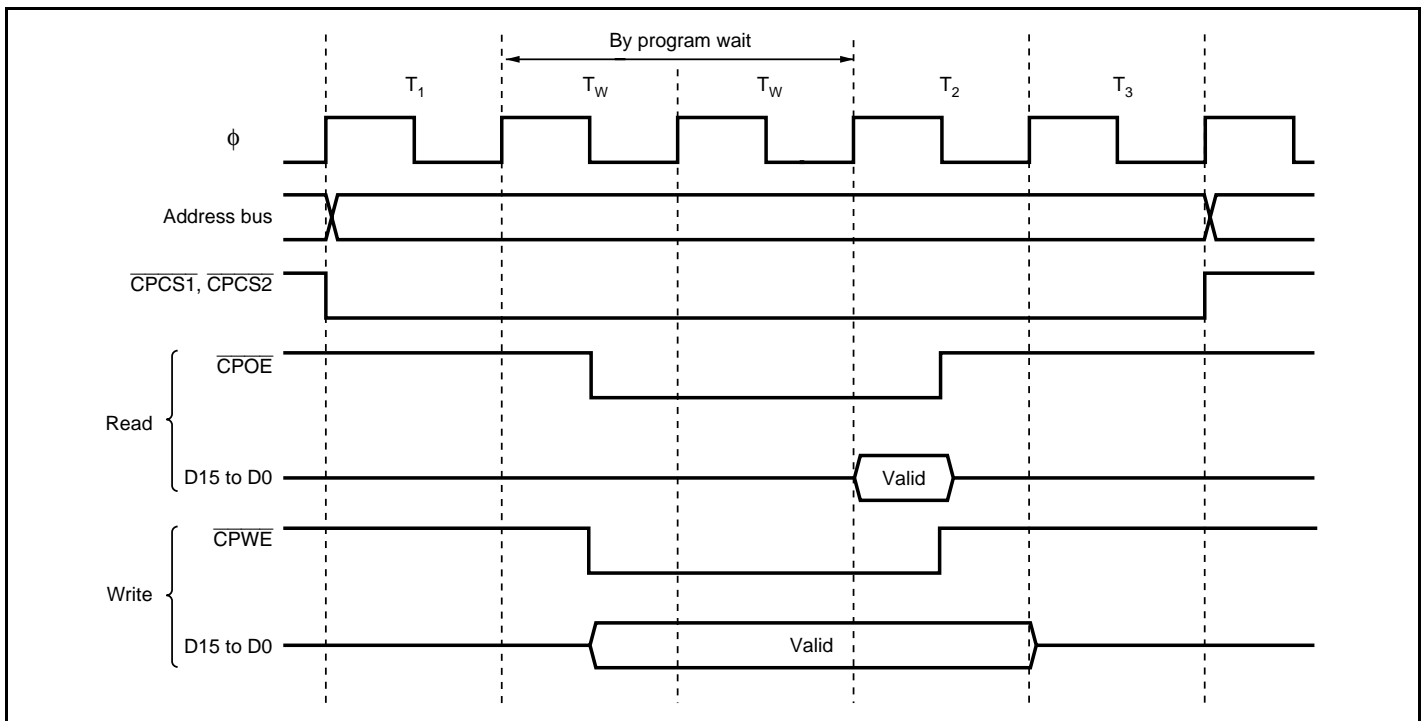 By program wait
T1 TW TW T2 T3
ϕ
Address bus
CPCS1, CPCS2
CPOE
Read
D15 to D0 Valid
CPWE
Write
D15 to D0 Valid